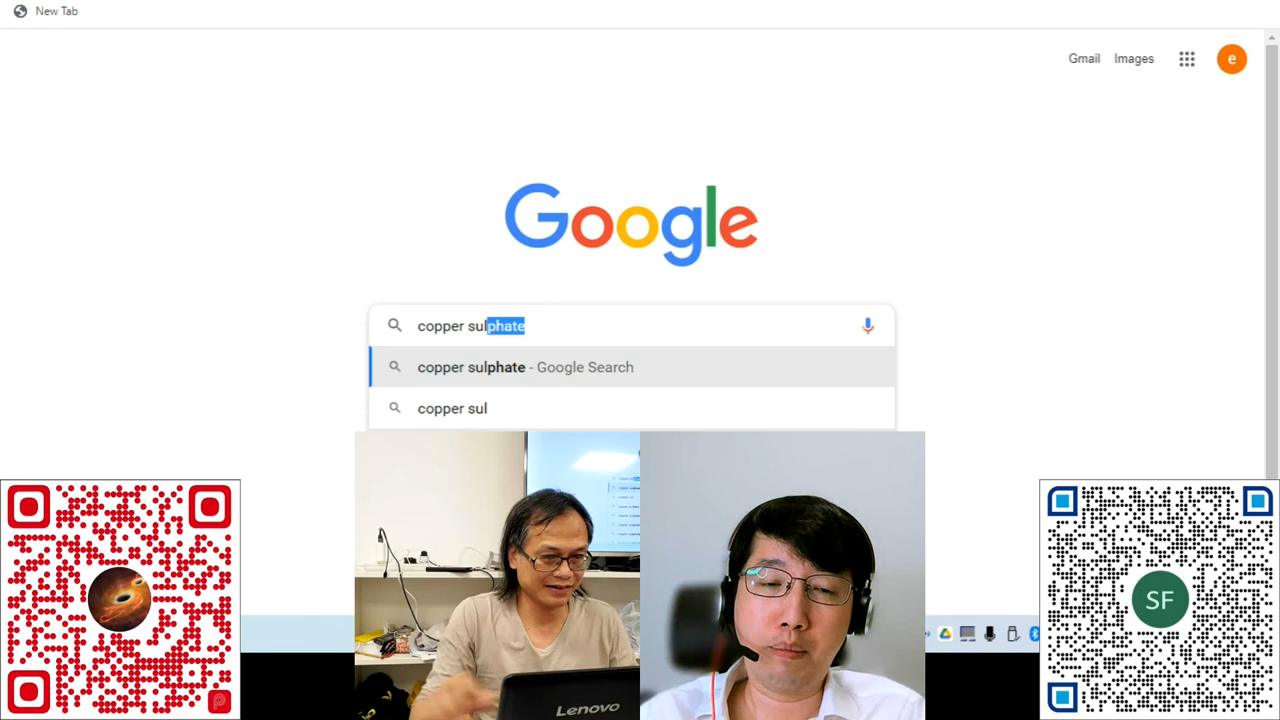 New Tab
Gmail Images e
Google
copper sulphate
copper sulphate - Google Search
copper sul
SF
Lenovo